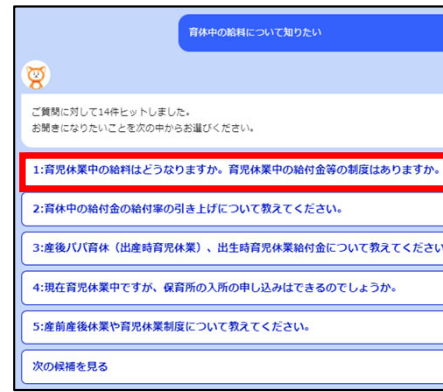 育休中の給料について知りたい
ご質問に対して14件ヒットしました。
お聞きになりたいことを次の中からお選びください。
1:育児休業中の給料はどうなりますか。育児休業中の給付金等の制度はありますか。
2:育休中の給付金の給付率の引き上げについて教えてください。
3:産後パパ育休（出産時育児休業）、出生時育児休業給付金について教えてください
4:現在育児休業中ですが、保育所の入所の申し込みはできるのでしょうか。
5:産前産後休業や育児休業制度について教えてください。
次の候補を見る